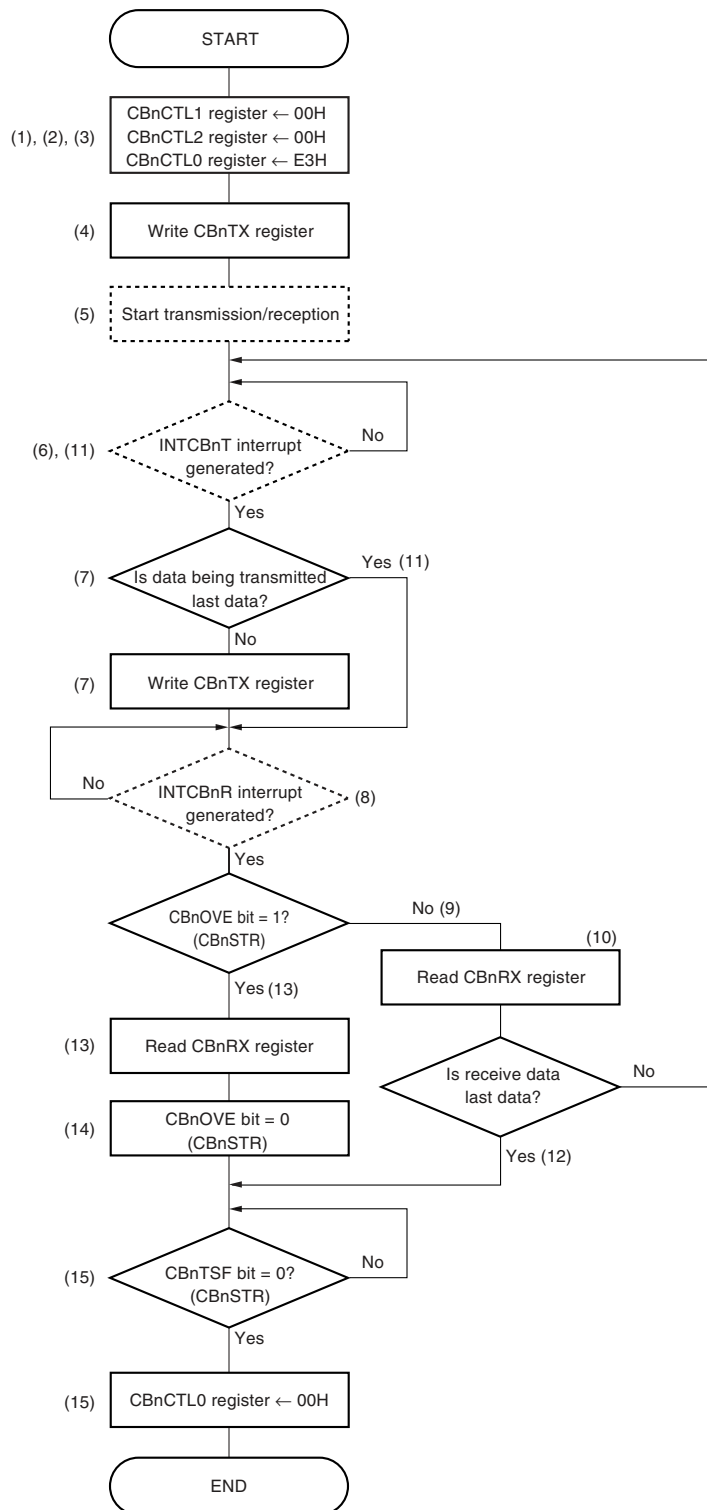 START
(1), (2), (3)
CBnCTL1 register ← 00H
CBnCTL2 register ← 00H
CBnCTL0 register ← E3H
(4)
Write CBnTX register
(5)
Start transmission/reception
(6), (11)
INTCBnT interrupt
generated?
No
Yes
(7)
Is data being transmitted
last data?
Yes (11)
No
(7)
Write CBnTX register
No
INTCBnR interrupt
generated?
(8)
Yes
CBnOVE bit = 1?
(CBnSTR)
No (9)
(10)
Read CBnRX register
Yes (13)
(13)
Read CBnRX register
Is receive data
last data?
No
(14)
CBnOVE bit = 0
(CBnSTR)
Yes (12)
(15)
CBnTSF bit = 0?
(CBnSTR)
No
Yes
(15)
CBnCTL0 register ← 00H
END